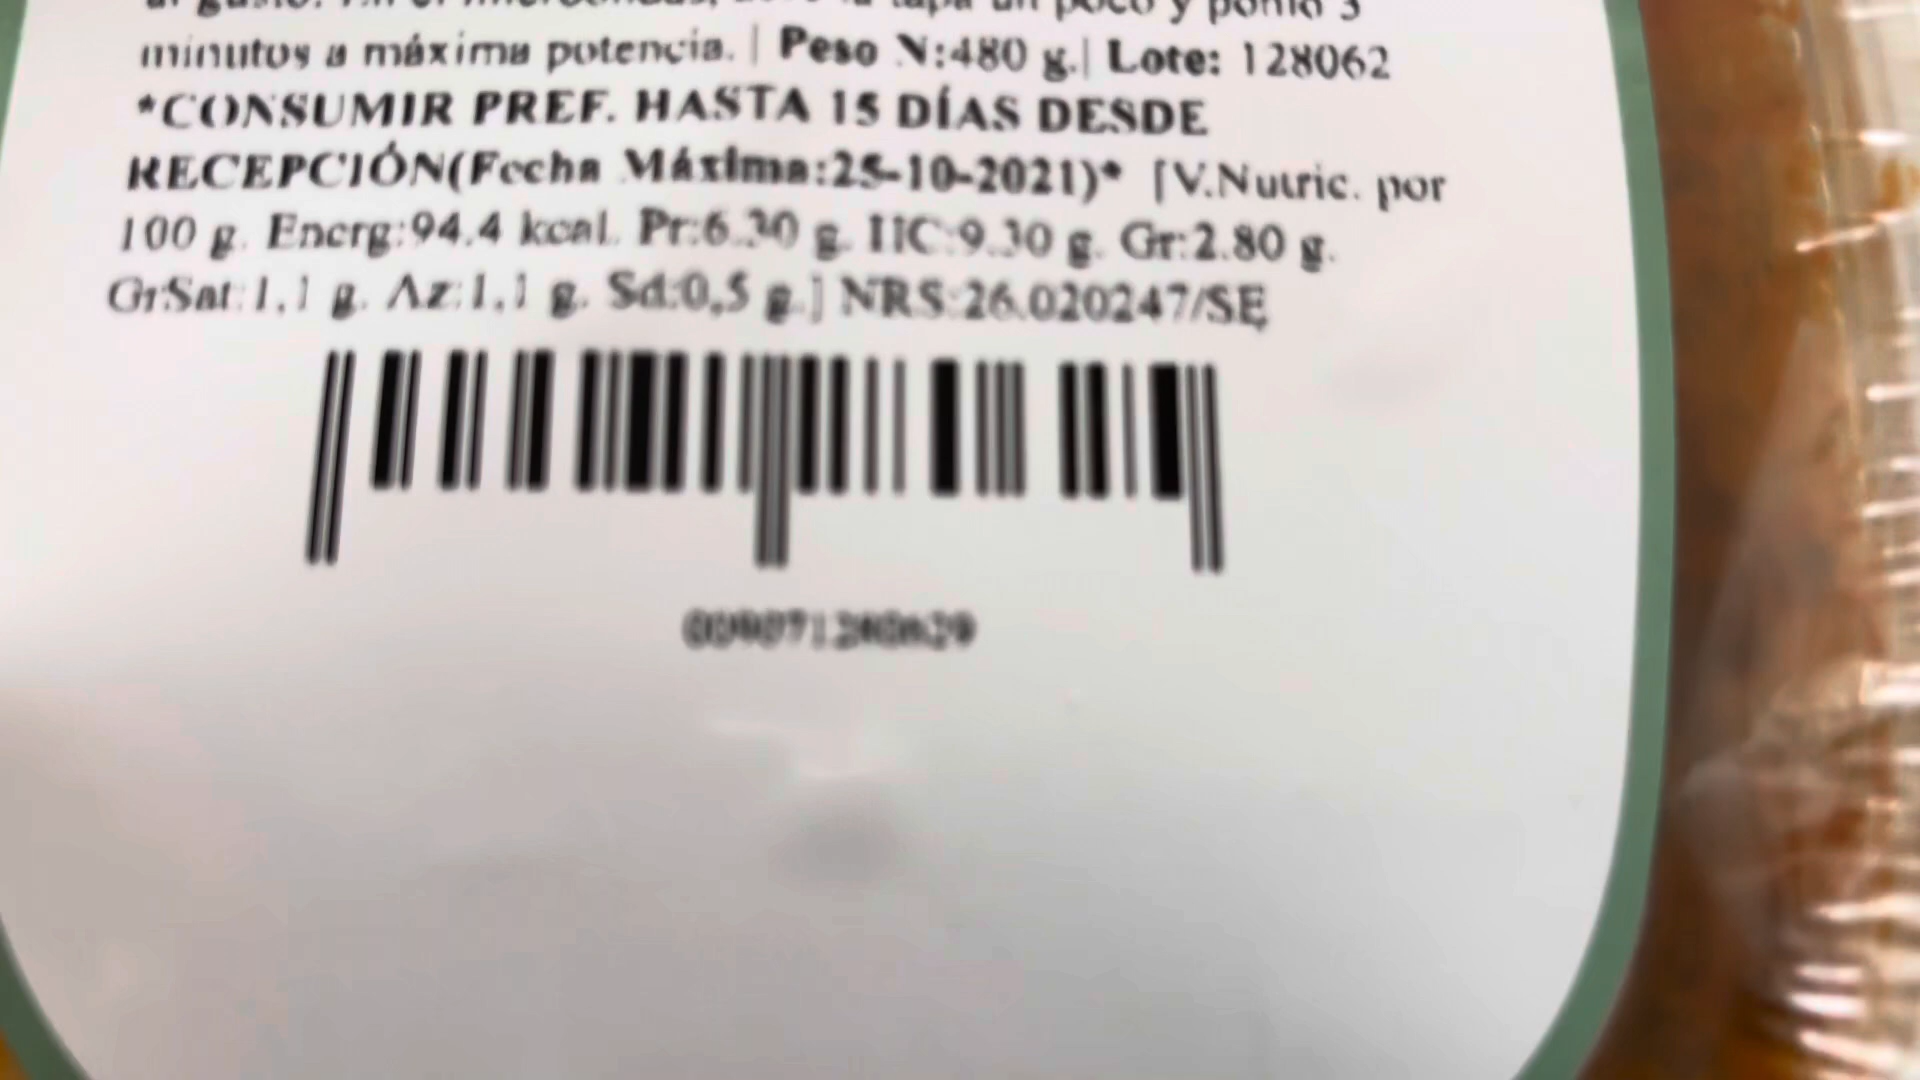 minutos a máxima potencia. | Peso N:480 g.| Lote: 128062
*CONSUMIR PREF. HASTA 15 DÍAS DESDE
RECEPCIÓN(Fecha Máxima:25-10-2021)* [V.Nutric. por
100 g. Energ:94.4 kcal. Pr:6.30 g. HC:9.30 g. Gr:2.80 g.
GrSat:1,1 g. Az:1,1 g. Sd:0,5 g.] NRS:26.020247/SE